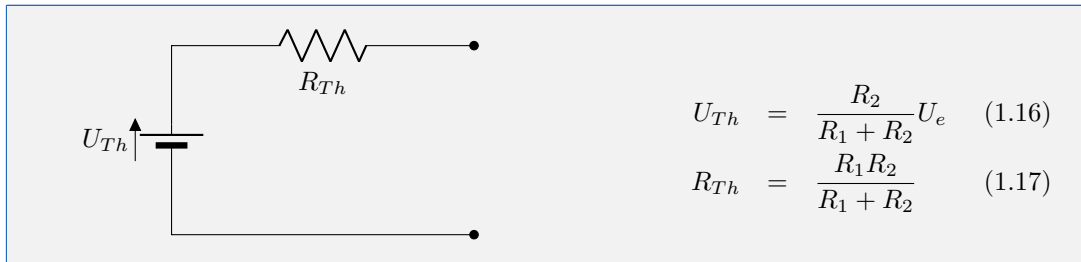 R_{Th}
U_{Th}
U_{Th} = \frac{R_2}{R_1 + R_2} U_e (1.16)
R_{Th} = \frac{R_1 R_2}{R_1 + R_2} (1.17)